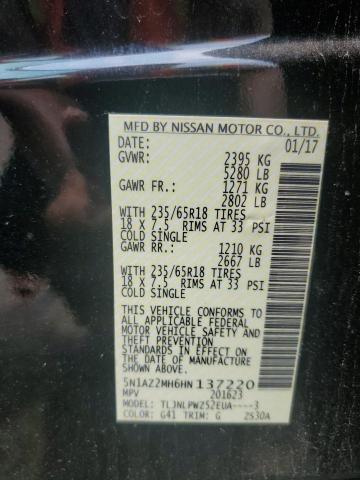 MFD BY NISSAN MOTOR CO., LTD.
DATE: 01/17
GVWR: 2395 KG
5280 LB
GAWR FR.: 1271 KG
2802 LB
WITH 235/65R18 TIRES
18 X 7.5 RIMS AT 33 PSI
COLD SINGLE
GAWR RR.: 1210 KG
2667 LB
WITH 235/65R18 TIRES
18 X 7.5 RIMS AT 33 PSI
COLD SINGLE
THIS VEHICLE CONFORMS TO
ALL APPLICABLE FEDERAL
MOTOR VEHICLE SAFETY AND
THEFT PREVENTION
STANDARDS IN EFFECT ON
THE DATE OF MANUFACTURE
SHOWN ABOVE.
5N1AZ2MH6HN 137220
MPV 201623
MODEL: TLJNLPWZ52EUA----3
COLOR: G41 TRIM: G 2S30A